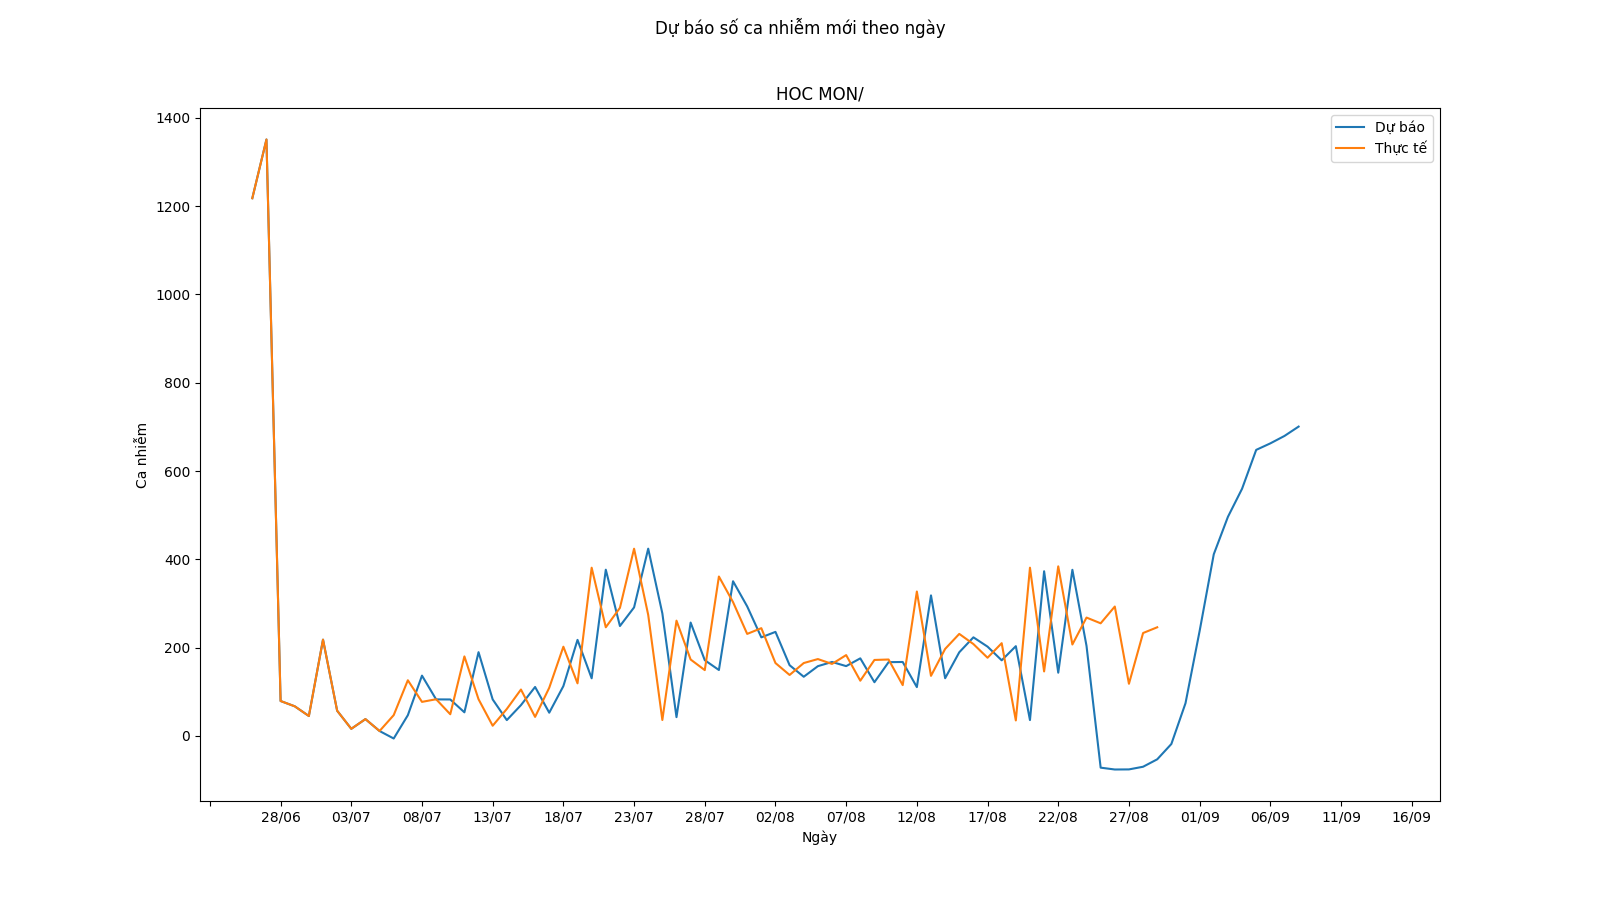 Dự báo số ca nhiễm mới theo ngày
HOC MON/
1400
1200
1000
800
600
400
200
0
Ca nhiễm
Dự báo
Thực tế
28/06 03/07 08/07 13/07 18/07 23/07 28/07 02/08 07/08 12/08 17/08 22/08 27/08 01/09 06/09 11/09 16/09
Ngày